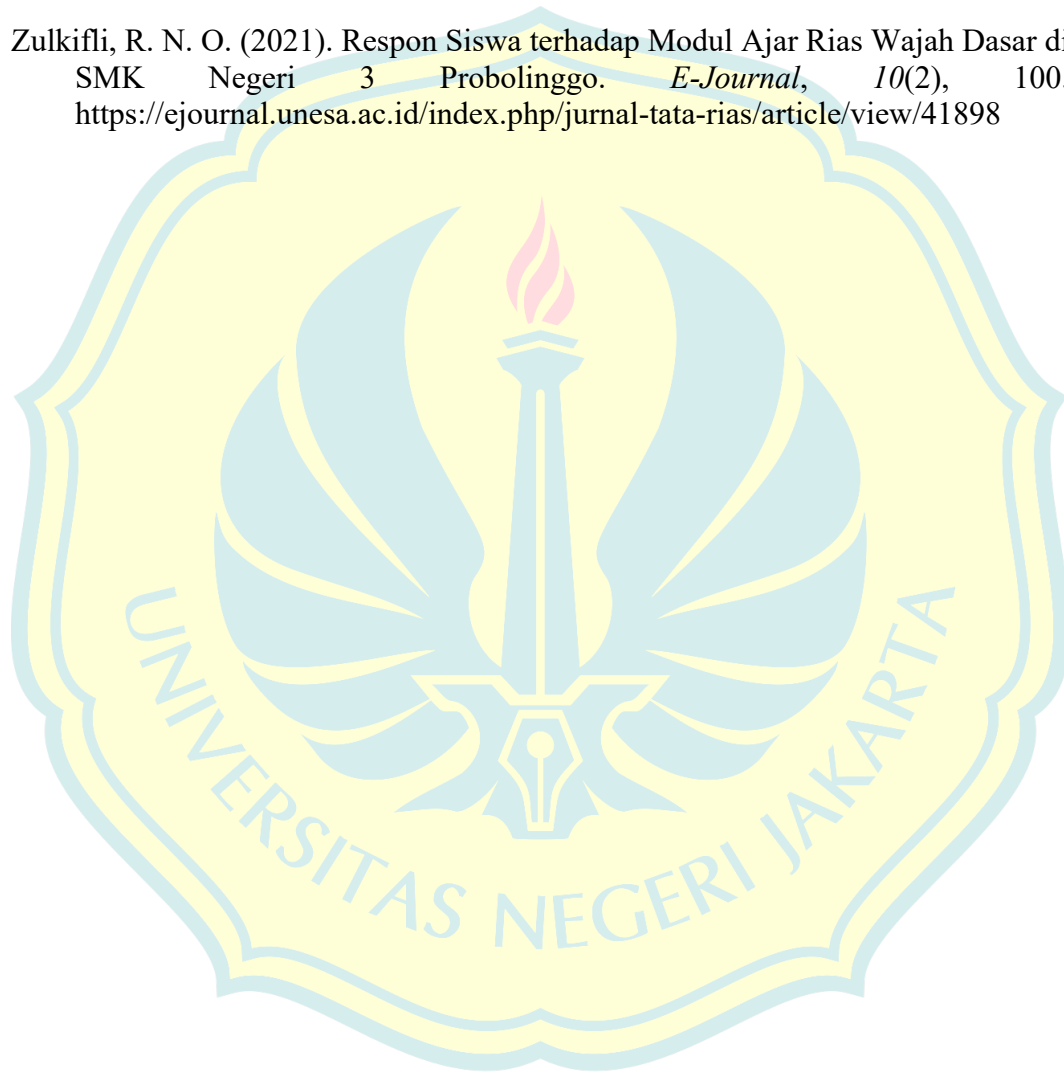 Zulkifli, R. N. O. (2021). Respon Siswa terhadap Modul Ajar Rias Wajah Dasar di
SMK Negeri 3 Probolinggo. E-Journal, 10(2), 100.
https://ejournal.unesa.ac.id/index.php/jurnal-tata-rias/article/view/41898
UNIVERSITAS NEGERI JAKARTA